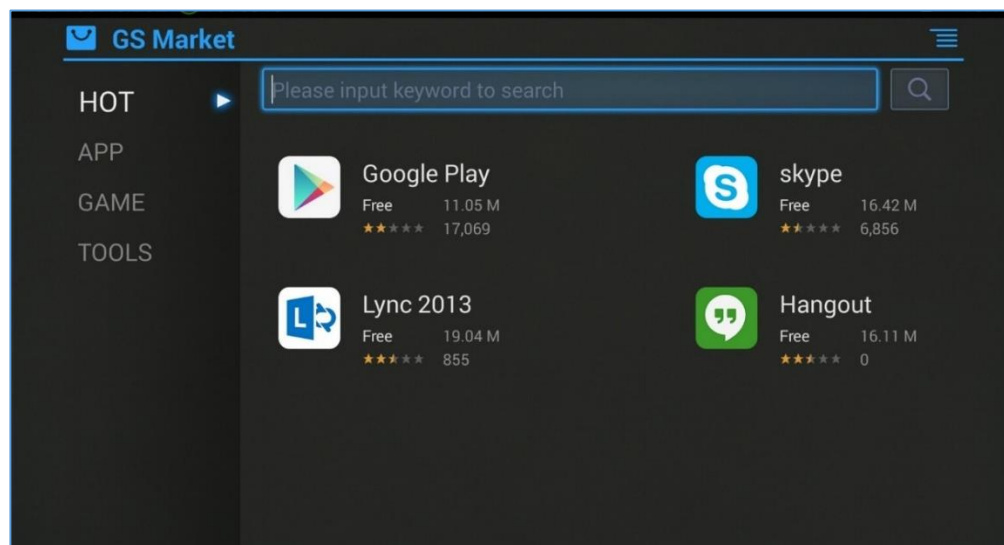 GS Market
HOT
APP
GAME
TOOLS
Please input keyword to search
Google Play
Free 11.05 M
17,069
skype
Free 16.42 M
6,856
Lync 2013
Free 19.04 M
855
Hangout
Free 16.11 M
0